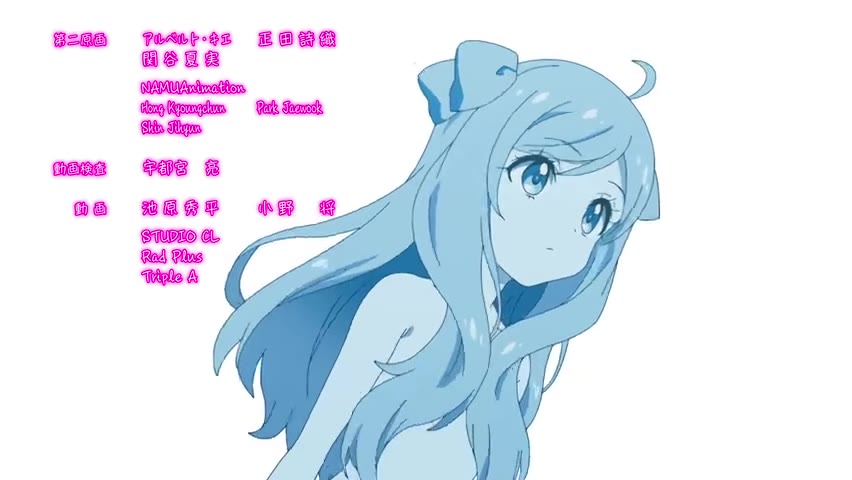 第二原画 アルベルト・キエ 正田詩織
関谷夏実
NAMUAnimation
Hong Kyoungchun Park Jaewook
Shin Jihyun
動画検査 宇都宮 亮
動画 池原秀平 小野 将
STUDIO CL
Rad Plus
Triple A